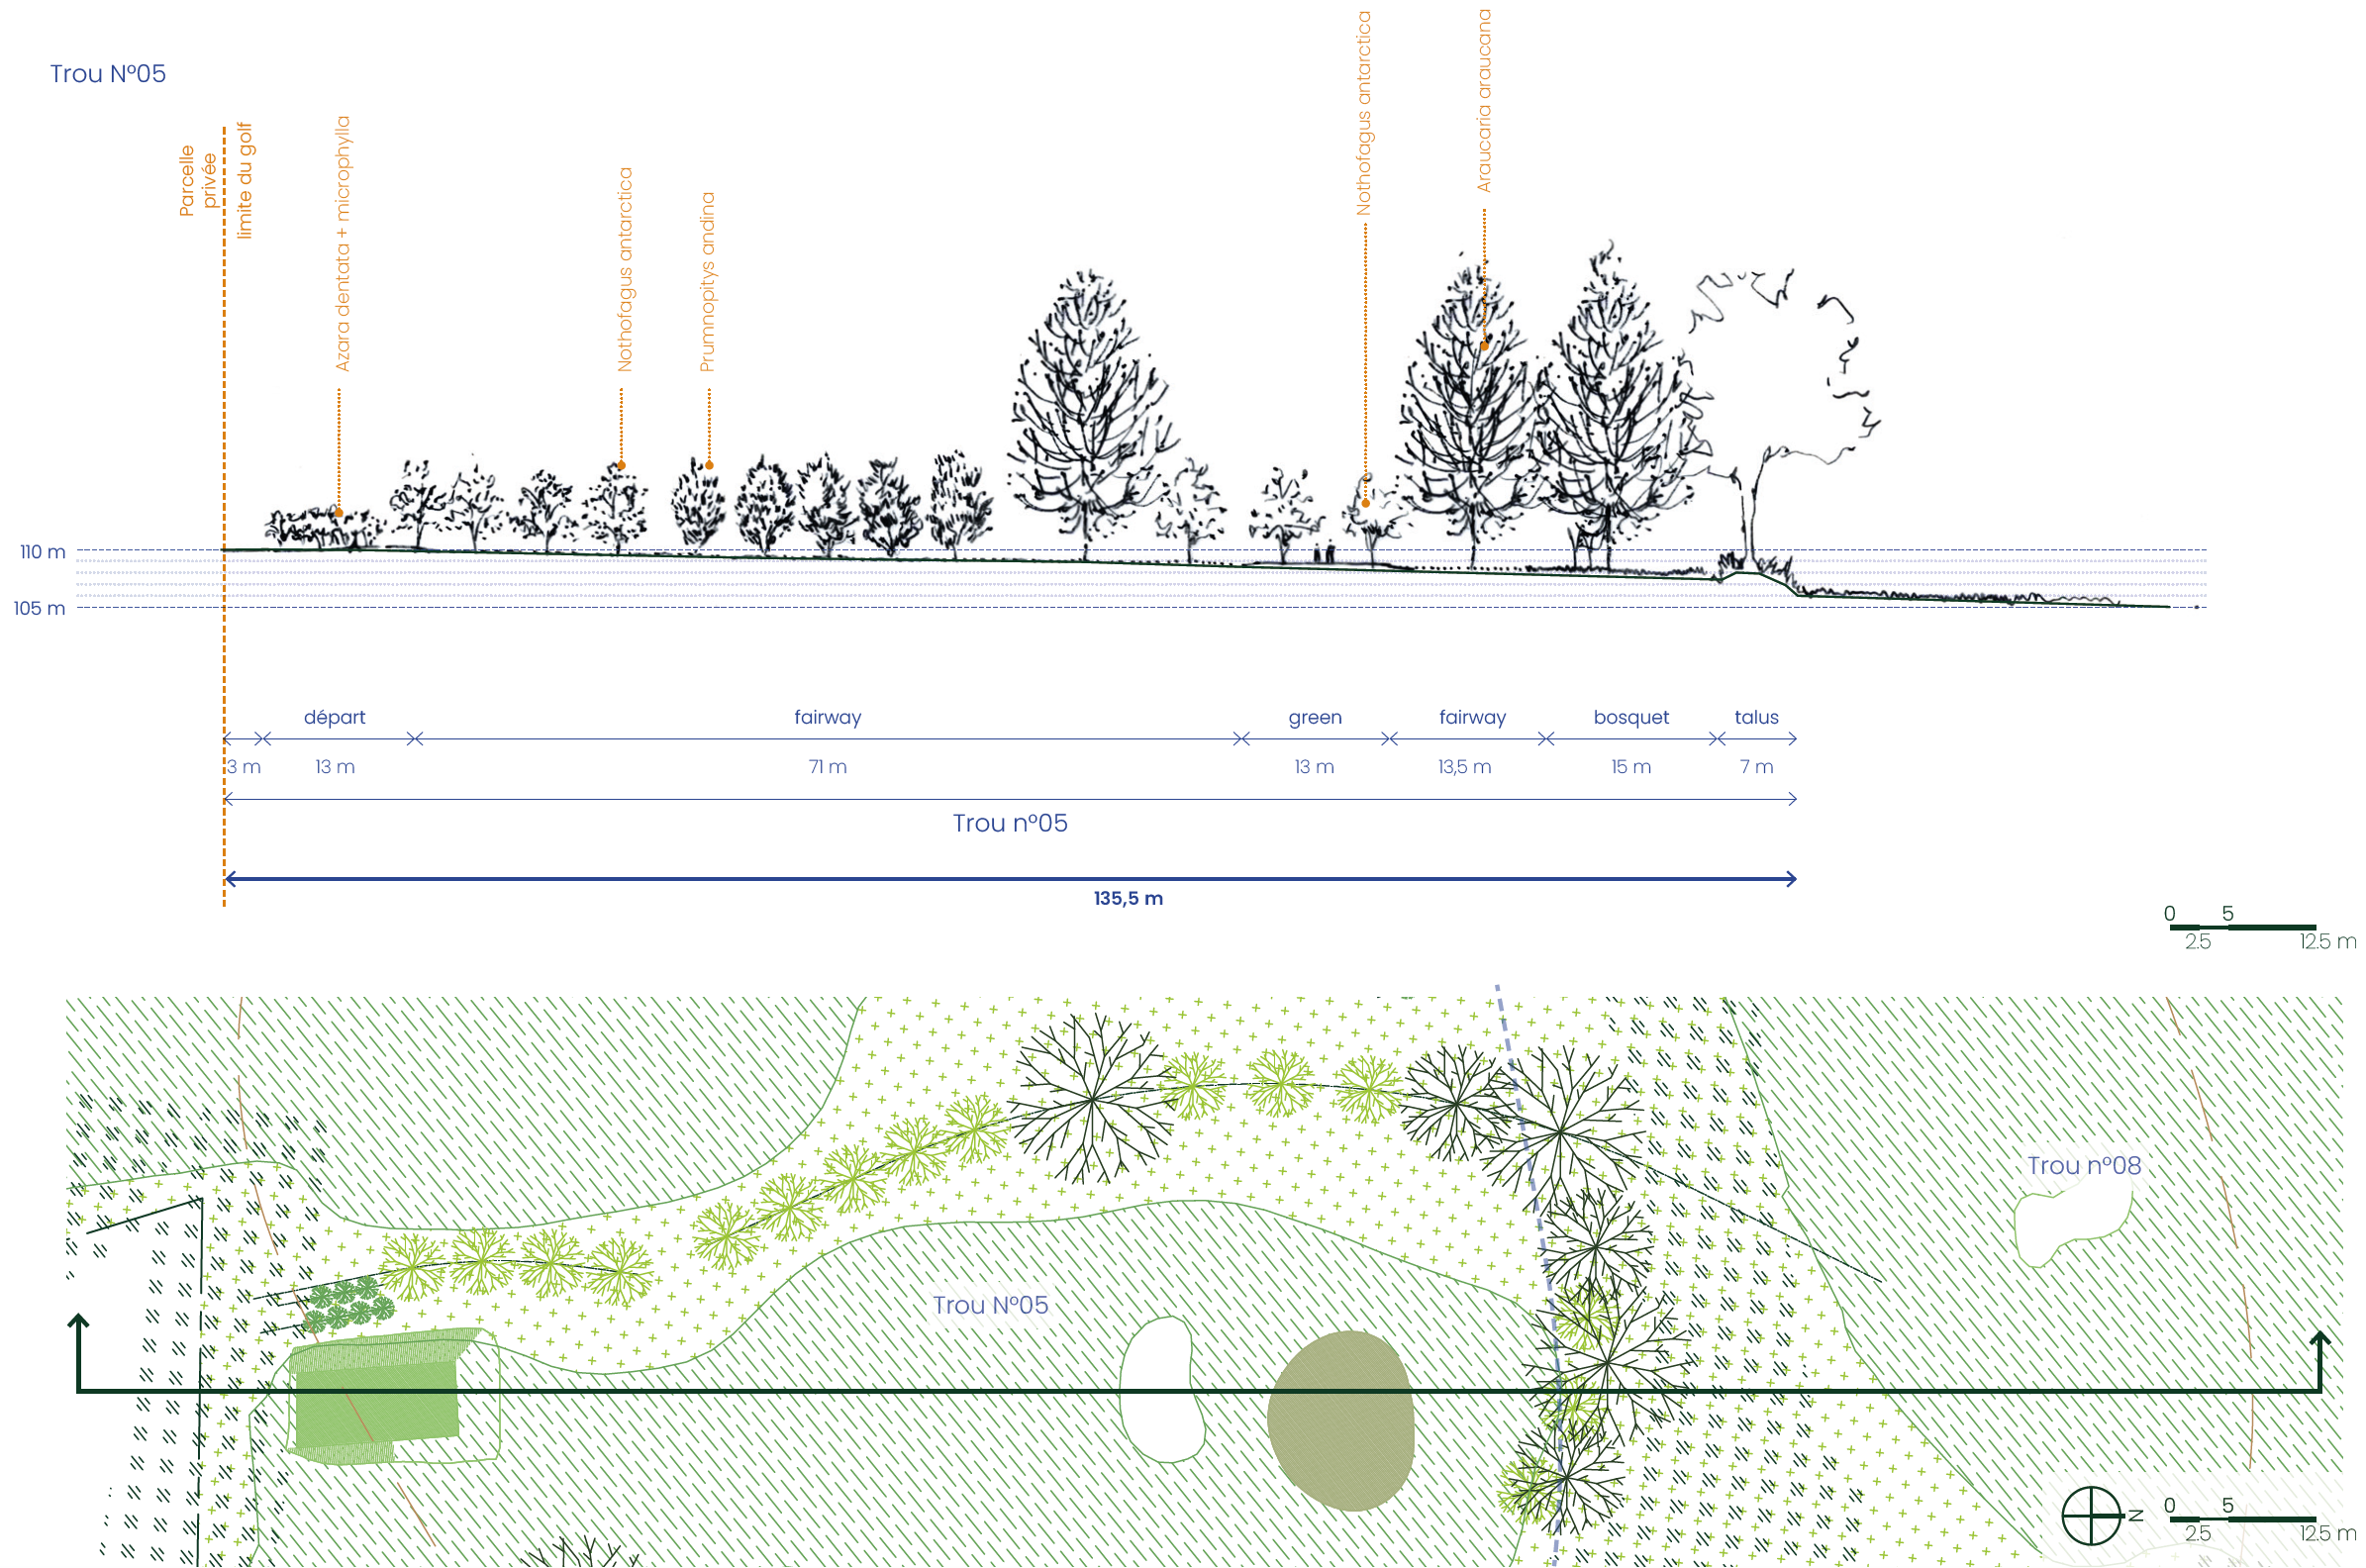 Trou N°05
Parcelle
privée
limite du golf
Azara dentata + microphylla
Nothofagus antarctica
Prumnopitys andina
Nothofagus antarctica
Araucaria araucana
110 m
105 m
départ
fairway
green
fairway
bosquet
talus
3 m
13 m
71 m
13 m
13,5 m
15 m
7 m
Trou n°05
135,5 m
0 5
2.5 12.5 m
Trou n°08
Trou N°05
N
0 5
2.5 12.5 m